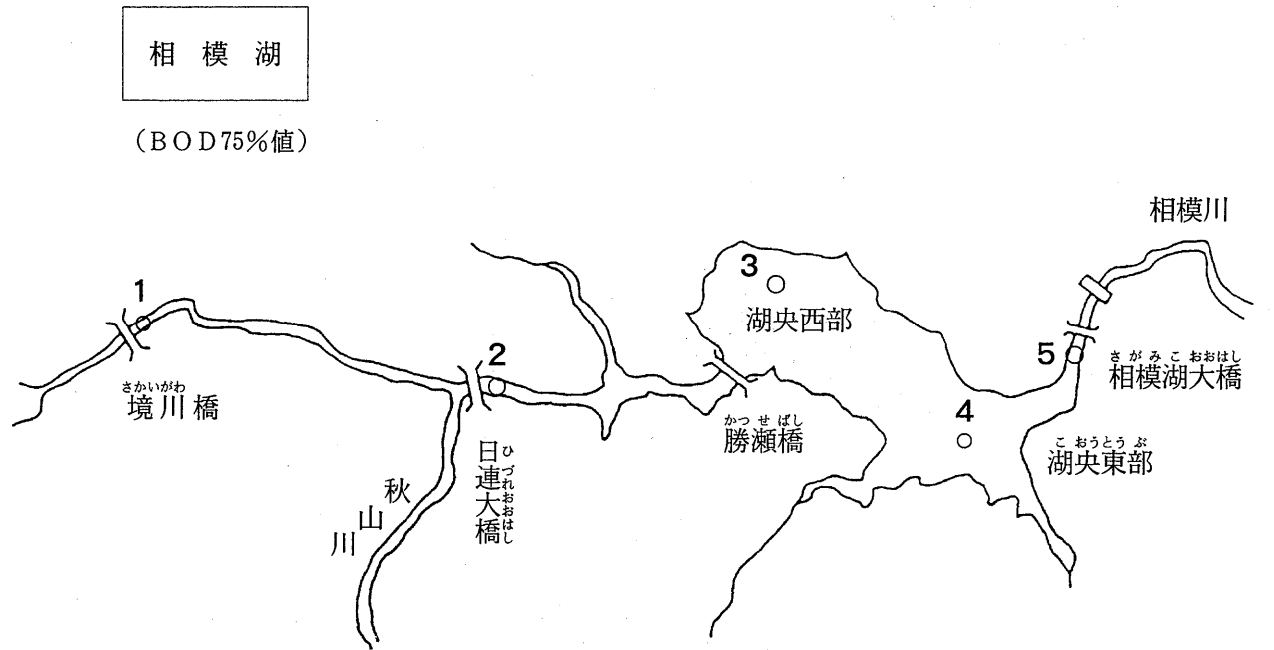 相模湖
(BOD75%値)
相模川
1
さかいがわ
境川橋
2
ひづれおおはし
日連大橋
秋山川
3
湖央西部
かつせばし
勝瀬橋
4
こおうとうぶ
湖央東部
5
さがみこおおはし
相模湖大橋